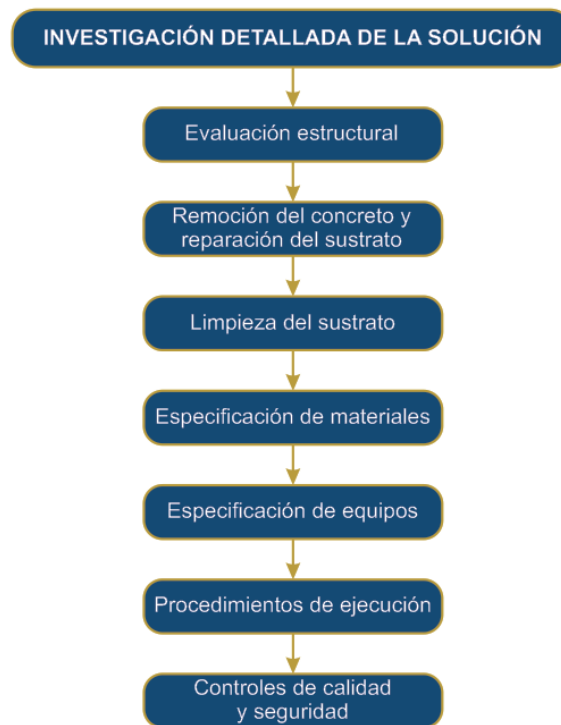 INVESTIGACIÓN DETALLADA DE LA SOLUCIÓN
Evaluación estructural
Remoción del concreto y
reparación del sustrato
Limpieza del sustrato
Especificación de materiales
Especificación de equipos
Procedimientos de ejecución
Controles de calidad
y seguridad